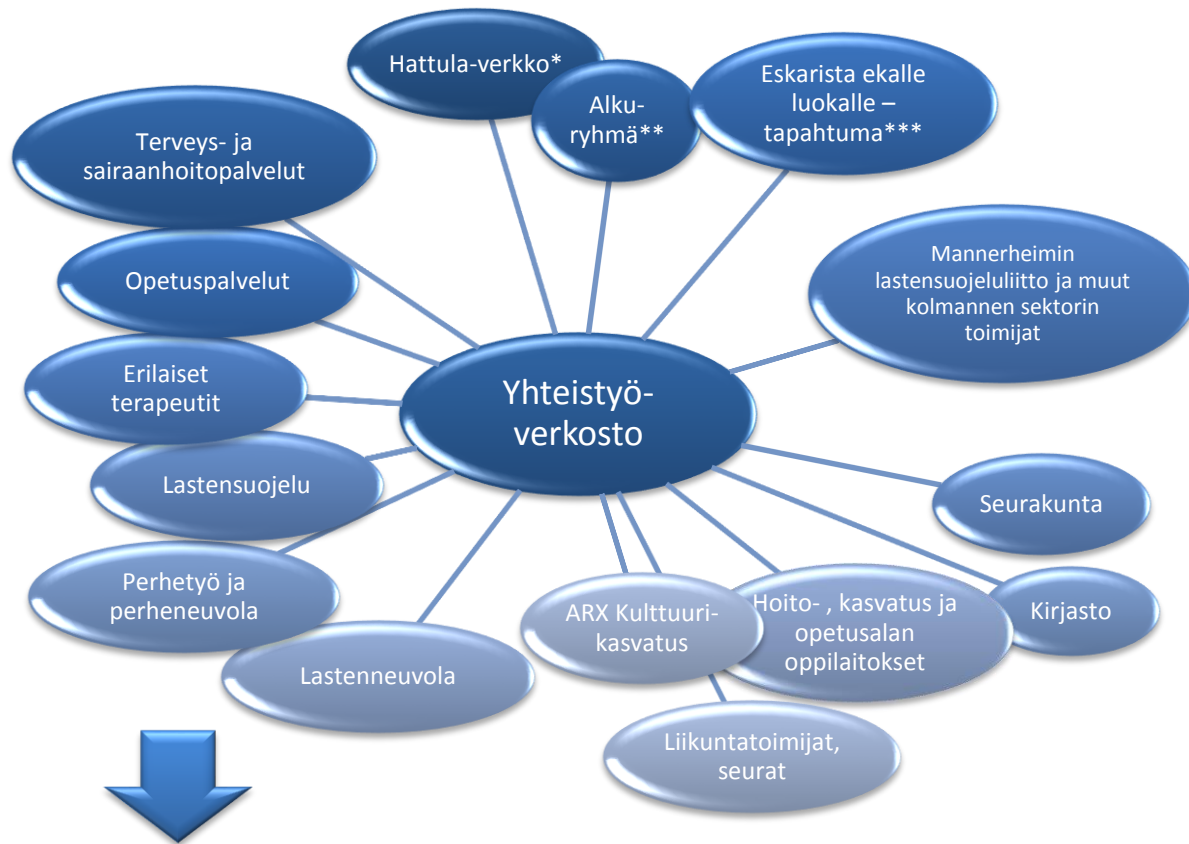 Hattula-verkko*
Alku-
ryhmä**
Eskarista ekalle
luokalle –
tapahtuma***
Terveys- ja
sairaanhoitopalvelut
Mannerheimin
lastensuojeluliitto ja muut
kolmannen sektorin
toimijat
Opetuspalvelut
Erilaiset
terapeutit
Yhteistyö-
verkosto
Lastensuojelu
Seurakunta
Perhetyö ja
perheneuvola
ARX Kulttuuri-
kasvatus
Hoito- , kasvatus ja
opetusalan
oppilaitokset
Kirjasto
Lastenneuvola
Liikuntatoimijat,
seurat